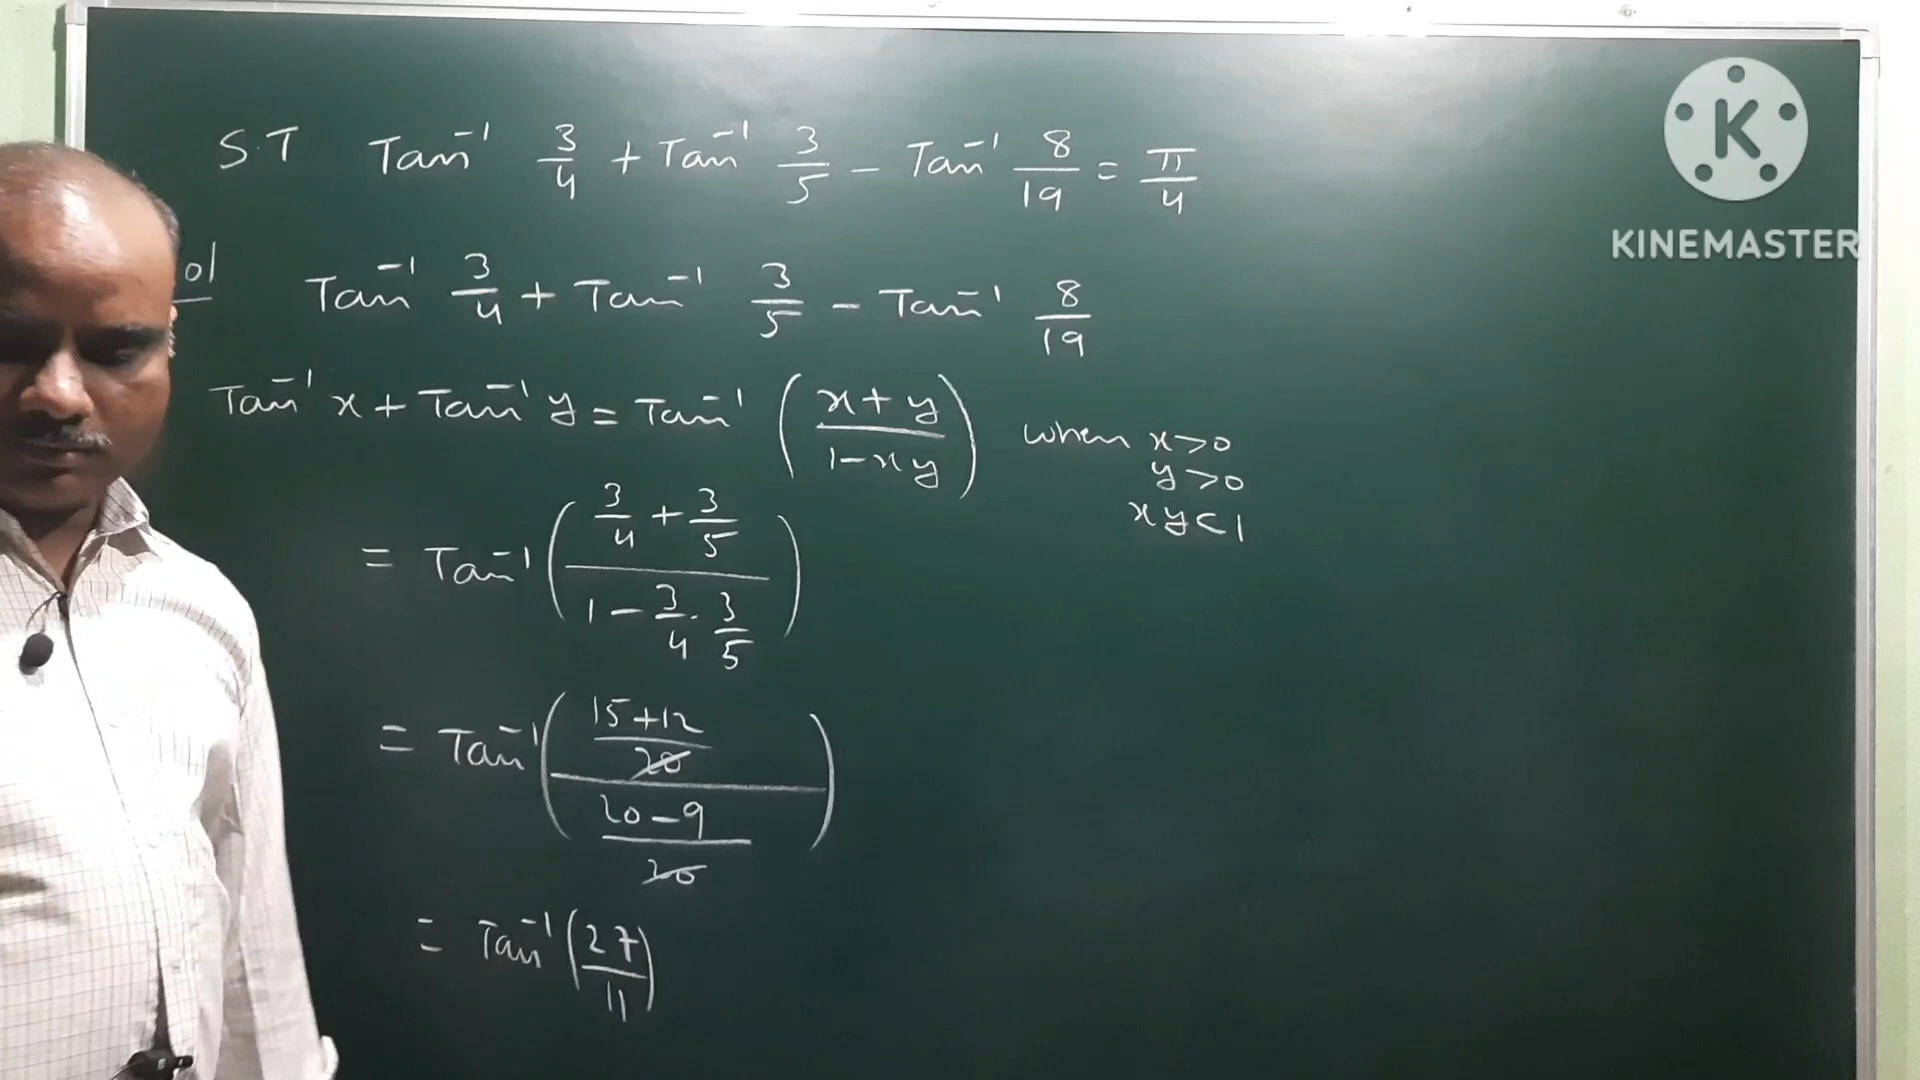 S.T Tan⁻¹ 3/4 + Tan⁻¹ 3/5 − Tan⁻¹ 8/19 = π/4
K
KINEMASTER
ol Tan⁻¹ 3/4 + Tan⁻¹ 3/5 − Tan⁻¹ 8/19
Tan⁻¹ x + Tan⁻¹ y = Tan⁻¹ ((x+y)/(1−xy)) when x>0
y>0
xy<1
= Tan⁻¹ ((3/4 + 3/5)/(1 − 3/4 · 3/5))
= Tan⁻¹ (((15+12)/20)/((20−9)/20))
= Tan⁻¹ (27/11)